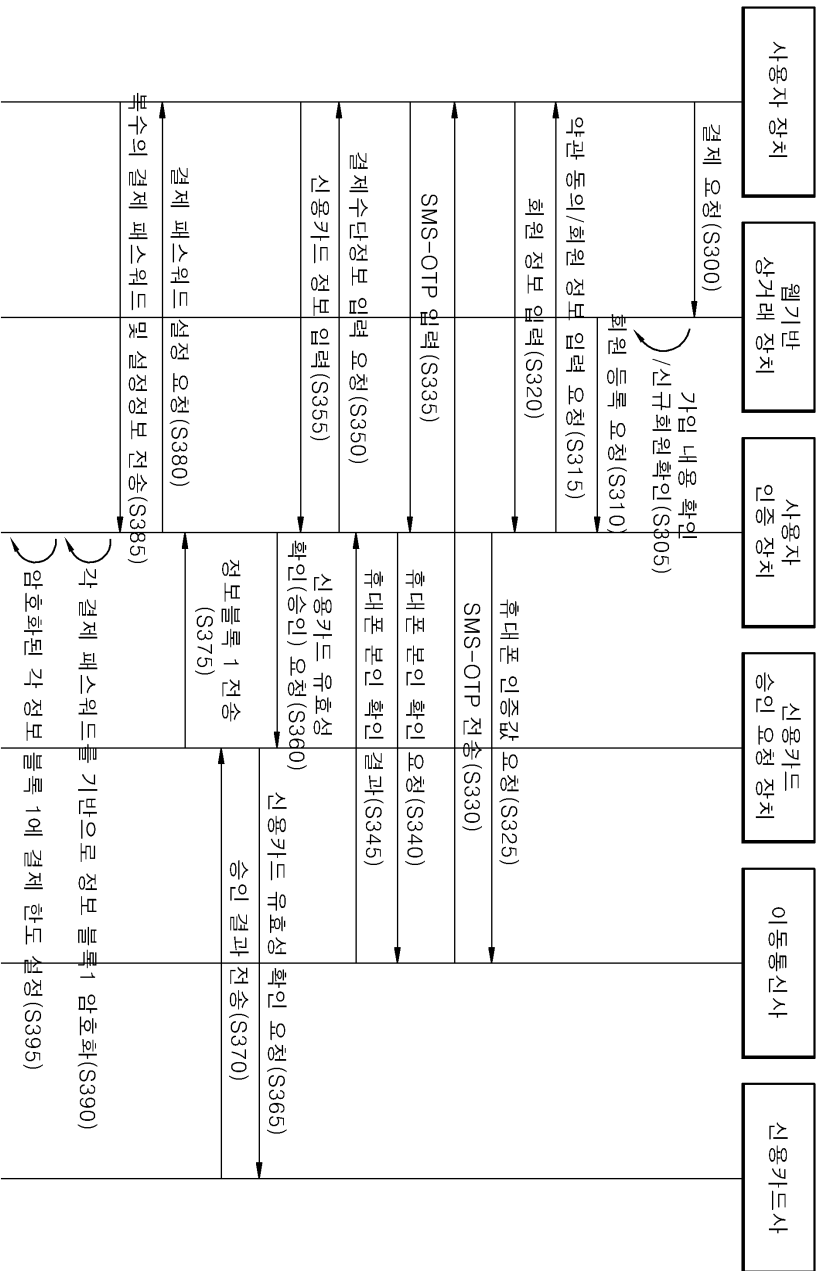 사용자 장치
웹기반
상거래 장치
사용자
인증 장치
신용카드
승인 요청 장치
이동통신사
신용카드사
결제 요청(S300)
가입 내용 확인
/신규회원확인(S305)
회원 등록 요청(S310)
약관 동의/회원 정보 입력 요청(S315)
회원 정보 입력(S320)
휴대폰 인증값 요청(S325)
SMS-OTP 전송(S330)
SMS-OTP 입력(S335)
휴대폰 본인 확인 요청(S340)
휴대폰 본인 확인 결과(S345)
결제수단정보 입력 요청(S350)
신용카드 정보 입력(S355)
신용카드 유효성
확인(승인) 요청(S360)
신용카드 유효성 확인 요청(S365)
승인 결과 전송(S370)
정보블록 1 전송
(S375)
결제 패스워드 설정 요청(S380)
복수의 결제 패스워드 및 설정정보 전송(S385)
각 결제 패스워드를 기반으로 정보 블록1 암호화(S390)
암호화된 각 정보 블록 1에 결제 한도 설정(S395)